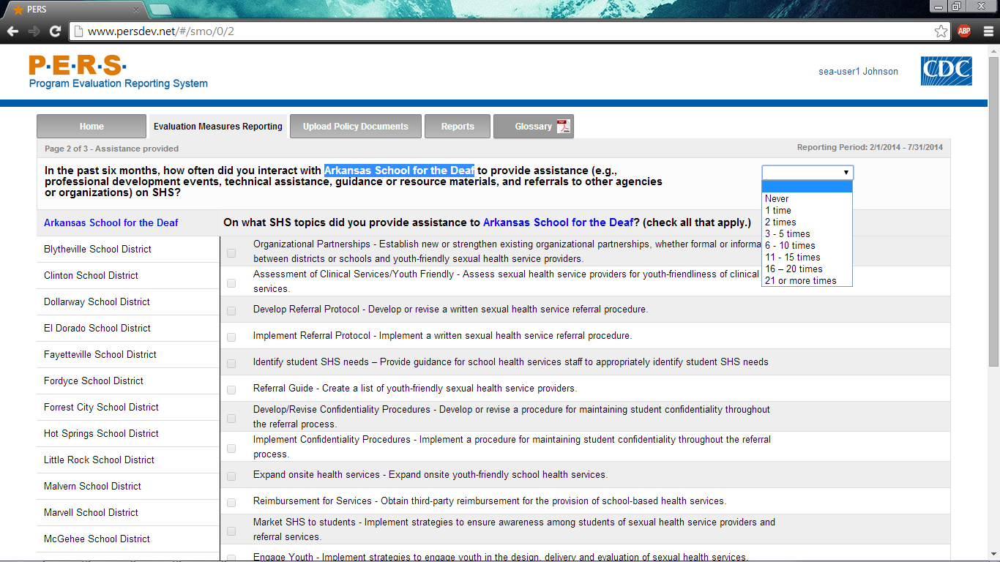 PERS
www.persdev.net/#/smo/0/2
ABP
P·E·R·S·
Program Evaluation Reporting System
sea-user1 Johnson
CDC
Home
Evaluation Measures Reporting
Upload Policy Documents
Reports
Glossary
Page 2 of 3 - Assistance provided
Reporting Period: 2/1/2014 - 7/31/2014
In the past six months, how often did you interact with Arkansas School for the Deaf to provide assistance (e.g.,
professional development events, technical assistance, guidance or resource materials, and referrals to other agencies
or organizations) on SHS?
Never
1 time
2 times
3 - 5 times
6 - 10 times
11 - 15 times
16 – 20 times
21 or more times
Arkansas School for the Deaf
Blytheville School District
Clinton School District
Dollarway School District
El Dorado School District
Fayetteville School District
Fordyce School District
Forrest City School District
Hot Springs School District
Little Rock School District
Malvern School District
Marvell School District
McGehee School District
On what SHS topics did you provide assistance to Arkansas School for the Deaf? (check all that apply.)
Organizational Partnerships - Establish new or strengthen existing organizational partnerships, whether formal or informa
between districts or schools and youth-friendly sexual health service providers.
Assessment of Clinical Services/Youth Friendly - Assess sexual health service providers for youth-friendliness of clinical
services.
Develop Referral Protocol - Develop or revise a written sexual health service referral procedure.
Implement Referral Protocol - Implement a written sexual health service referral procedure.
Identify student SHS needs – Provide guidance for school health services staff to appropriately identify student SHS needs
Referral Guide - Create a list of youth-friendly sexual health service providers.
Develop/Revise Confidentiality Procedures - Develop or revise a procedure for maintaining student confidentiality throughout
the referral process.
Implement Confidentiality Procedures - Implement a procedure for maintaining student confidentiality throughout the referral
process.
Expand onsite health services - Expand onsite youth-friendly school health services.
Reimbursement for Services - Obtain third-party reimbursement for the provision of school-based health services.
Market SHS to students - Implement strategies to ensure awareness among students of sexual health service providers and
referral services.
Engage Youth - Implement strategies to engage youth in the design, delivery and evaluation of sexual health services.